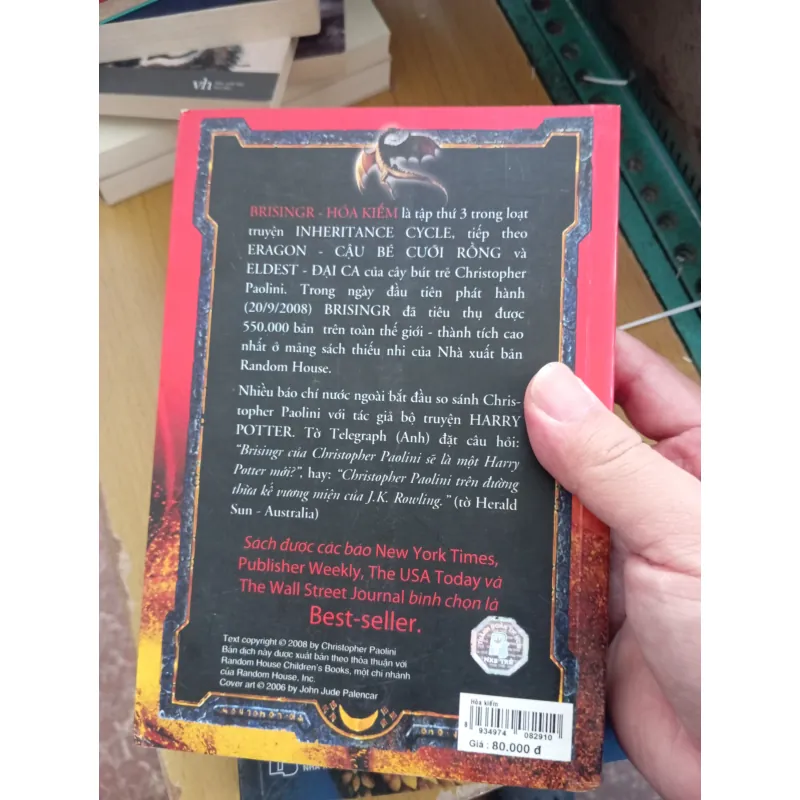 vh
BRISINGR - HỎA KIẾM là tập thứ 3 trong loạt
truyện INHERITANCE CYCLE, tiếp theo
ERAGON - CẬU BÉ CƯỠI RỒNG và
ELDEST - ĐẠI CA của cây bút trẻ Christopher
Paolini. Trong ngày đầu tiên phát hành
(20/9/2008) BRISINGR đã tiêu thụ được
550.000 bản trên toàn thế giới - thành tích cao
nhất ở mảng sách thiếu nhi của Nhà xuất bản
Random House.
Nhiều báo chí nước ngoài bắt đầu so sánh Chris-
topher Paolini với tác giả bộ truyện HARRY
POTTER. Tờ Telegraph (Anh) đặt câu hỏi:
“Brisingr của Christopher Paolini sẽ là một Harry
Potter mới?”, hay: “Christopher Paolini trên đường
thừa kế vương miện của J.K. Rowling.” (tờ Herald
Sun - Australia)
Sách được các báo New York Times,
Publisher Weekly, The USA Today và
The Wall Street Journal bình chọn là
Best-seller.
Text copyright © 2008 by Christopher Paolini
Bản dịch này được xuất bản theo thỏa thuận với
Random House Children's Books, một chi nhánh
của Random House, Inc.
Cover art © 2006 by John Jude Palencar
NXB TRẺ
Hỏa kiếm
8 934974 082910
Giá : 80.000 đ